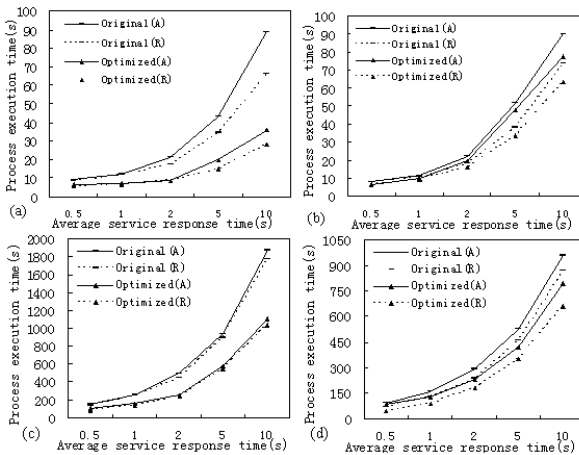 Process execution time(s)
100
90
80
70
60
50
40
30
20
10
0
Original(A)
Original(R)
Optimized(A)
Optimized(R)
0.5 1 2 5 10
(a) Average service response time(s)
Process execution time(s)
100
90
80
70
60
50
40
30
20
10
0
Original(A)
Original(R)
Optimized(A)
Optimized(R)
0.5 1 2 5 10
(b) Average service response time(s)
Process execution time(s)
2000
1800
1600
1400
1200
1000
800
600
400
200
0
Original(A)
Original(R)
Optimized(A)
Optimized(R)
0.5 1 2 5 10
(c) Average service response time(s)
Process execution time(s)
1050
900
750
600
450
300
150
0
Original(A)
Original(R)
Optimized(A)
Optimized(R)
0.5 1 2 5 10
(d) Average service response time(s)